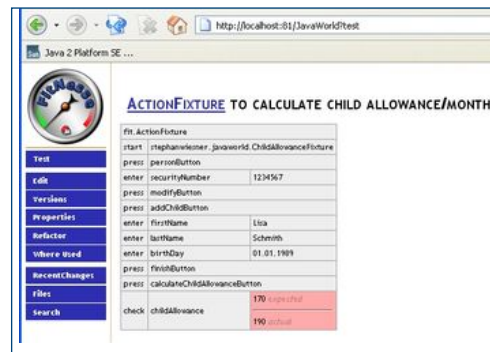 http://localhost:81/JavaWorld?test
Java 2 Platform SE ...
FitNesse
ACTIONFIXTURE TO CALCULATE CHILD ALLOWANCE/MONTH
fit.ActionFixture
start stephanwiesner.javaworld.ChildAllowanceFixture
press personButton
enter securityNumber 1234567
press modifyButton
press addChildButton
enter firstName Lisa
enter lastName Schmith
enter birthDay 01.01.1989
press finishButton
press calculateChildAllowanceButton
check childAllowance 170 expected
190 actual
Test
Edit
Versions
Properties
Refactor
Where Used
RecentChanges
Files
Search